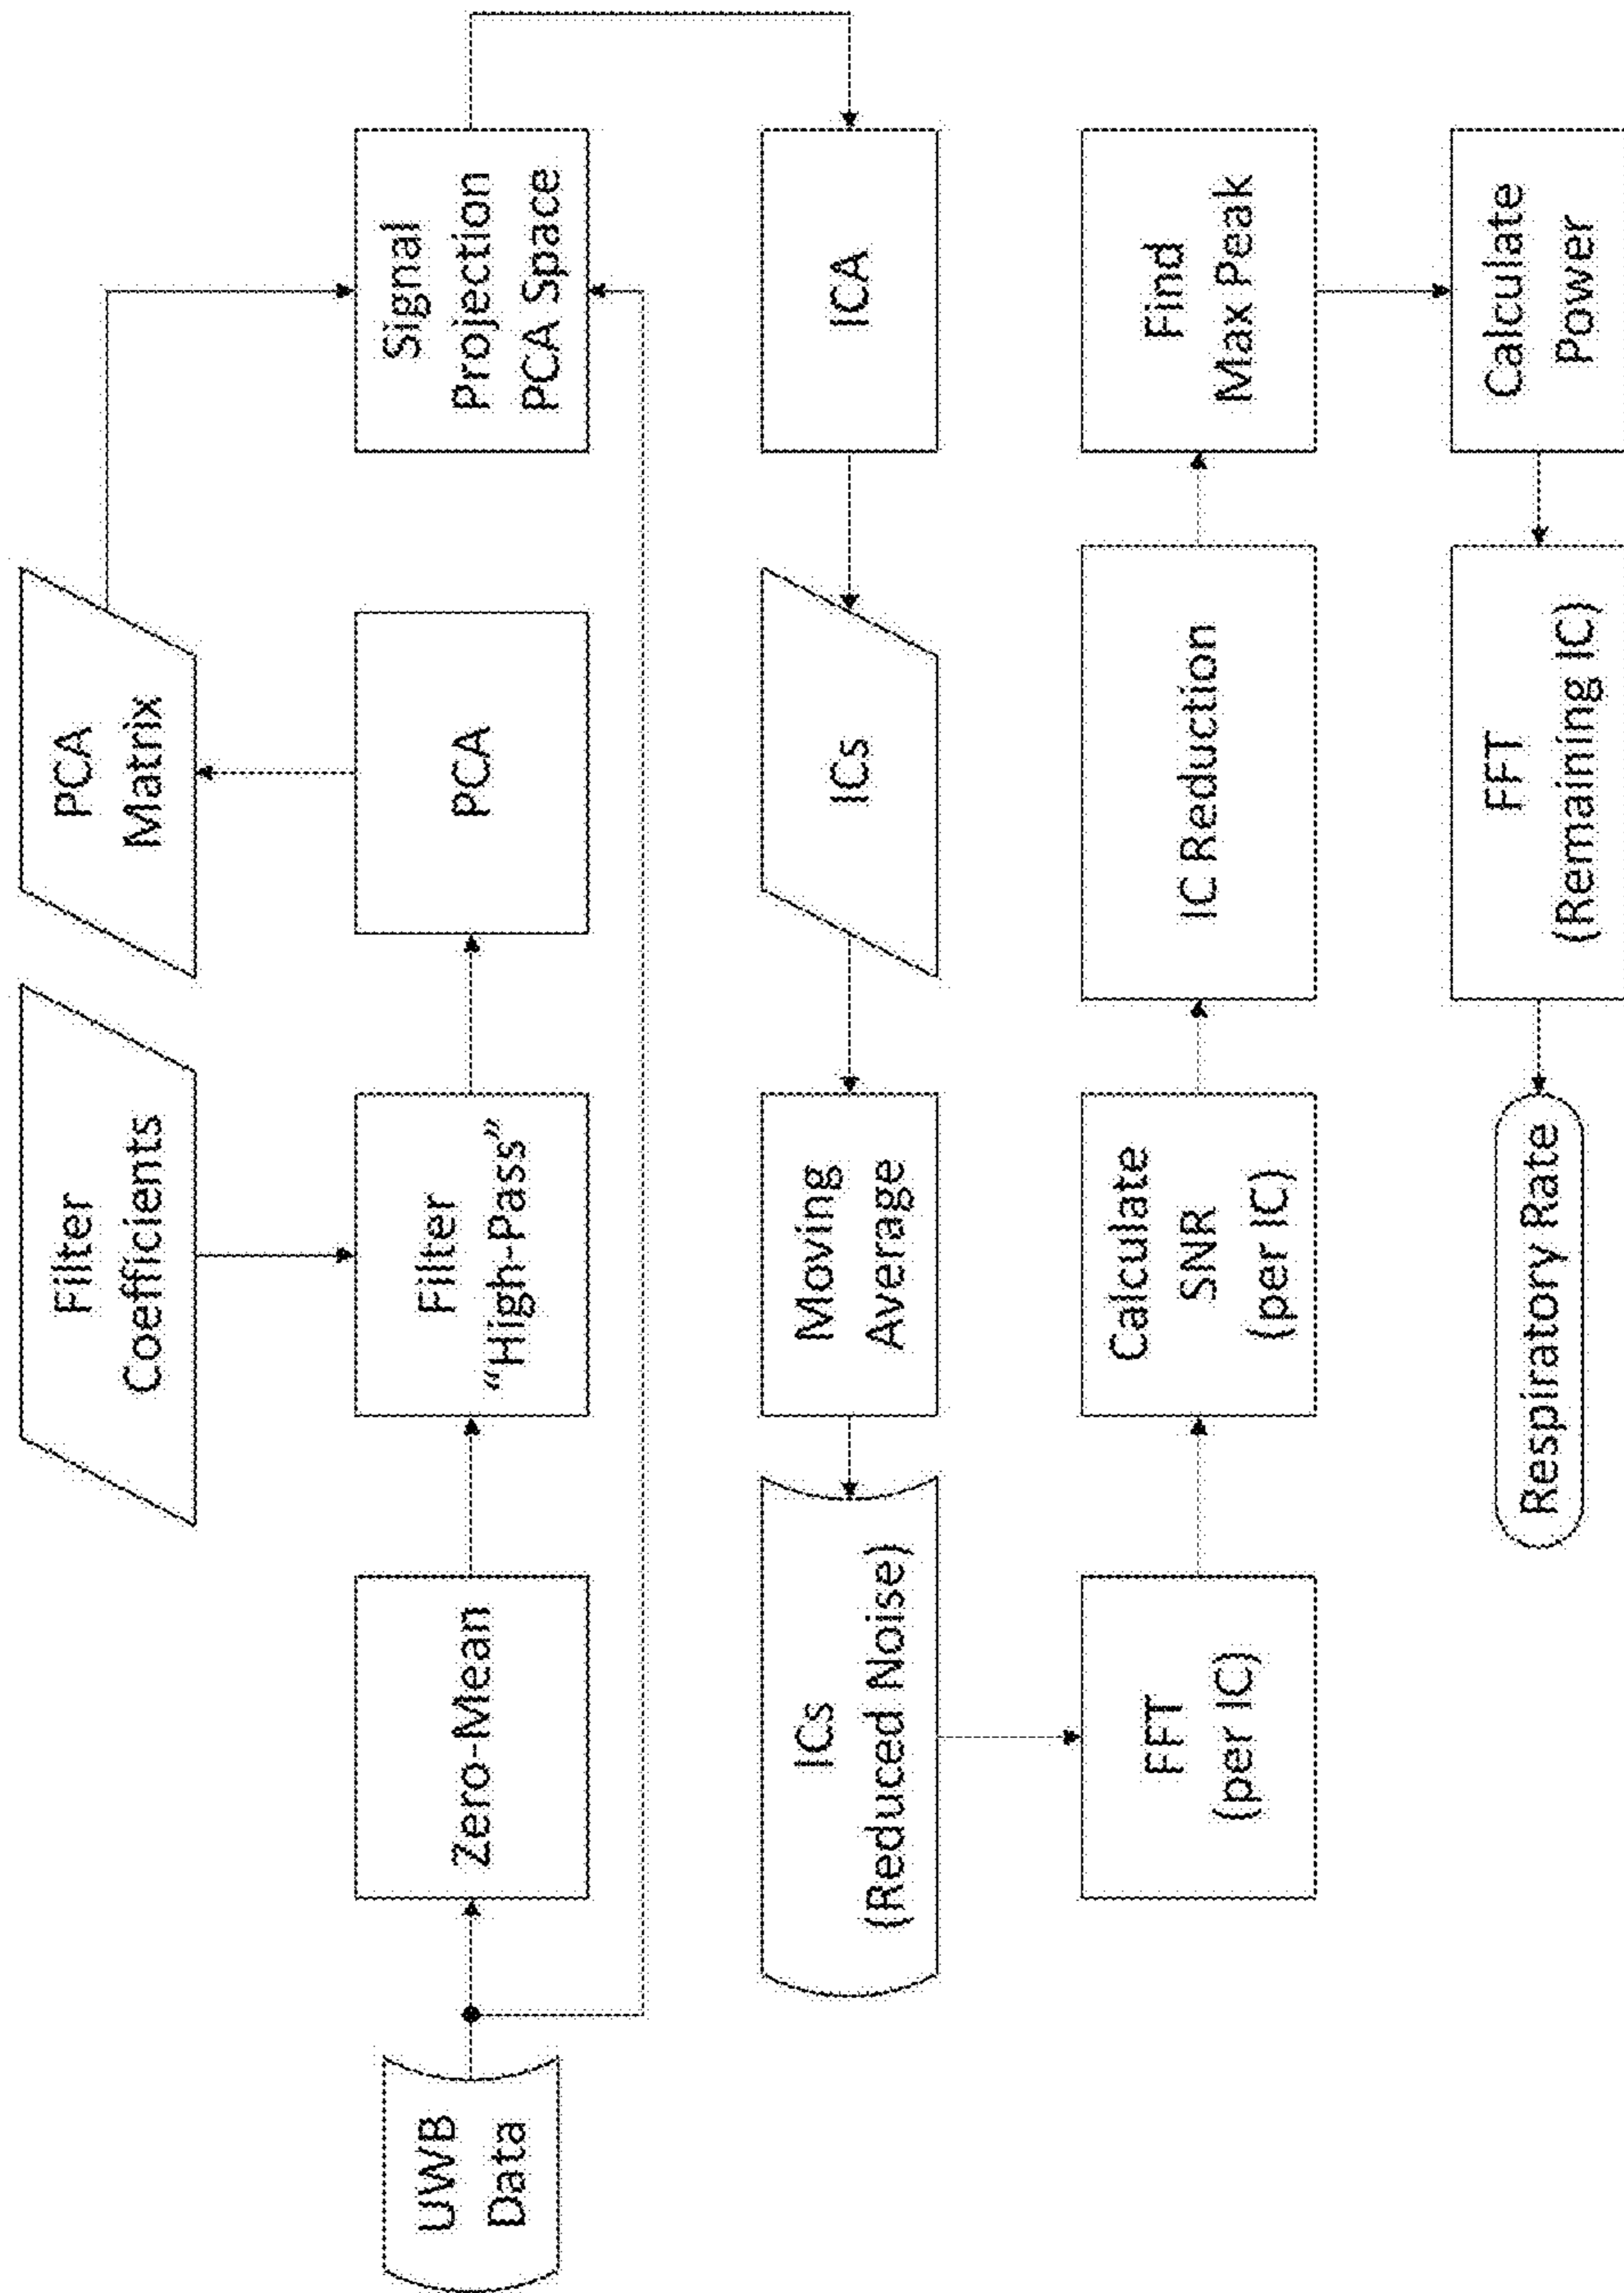 Filter
Coefficients
PCA
Matrix
UWB
Data
Zero-Mean
Filter
“High-Pass”
PCA
Signal
Projection
PCA Space
ICs
(Reduced Noise)
Moving
Average
ICs
ICA
FFT
(per IC)
Calculate
SNR
(per IC)
IC Reduction
Find
Max Peak
Respiratory Rate
FFT
(Remaining IC)
Calculate
Power